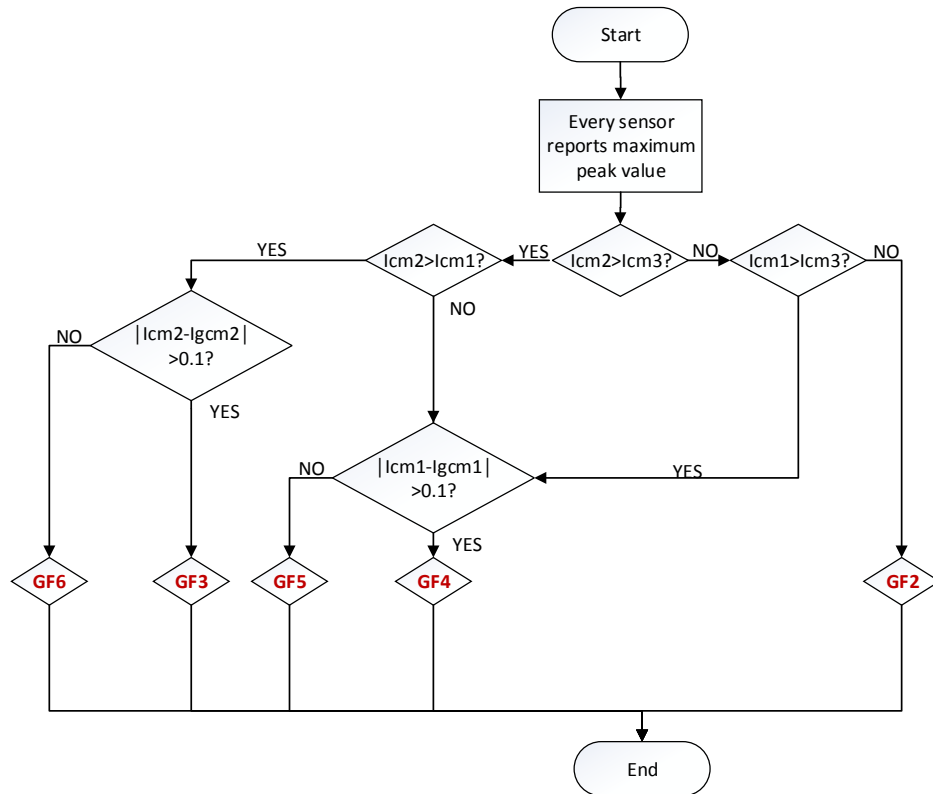 Start
Every sensor
reports maximum
peak value
YES
Icm2>Icm1?
YES
Icm2>Icm3?
NO
Icm1>Icm3?
NO
NO
|Icm2-Igcm2|
>0.1?
NO
YES
NO
|Icm1-Igcm1|
>0.1?
YES
YES
GF6
GF3
GF5
GF4
GF2
End